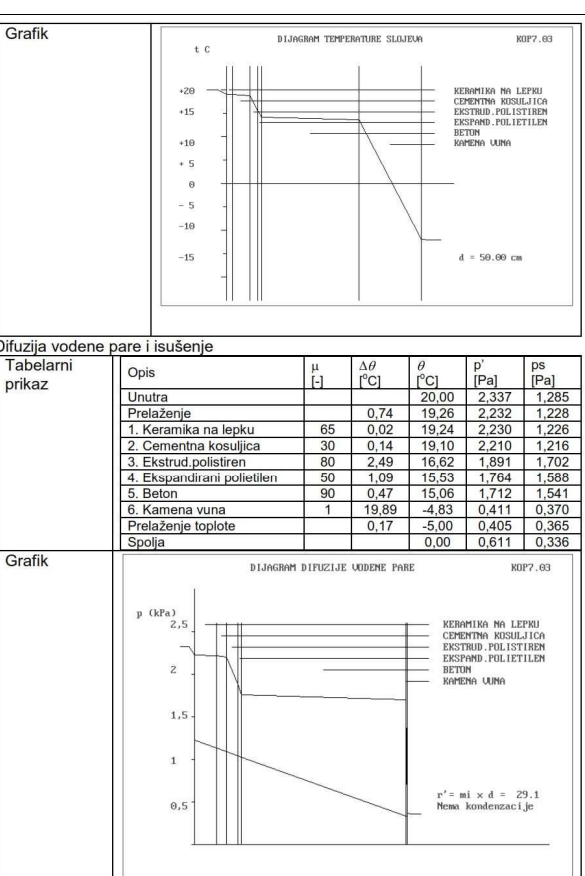 Grafik
DIJAGRAM TEMPERATURE SLOJEVA KOP7.03
t C
+20
+15
+10
+ 5
0
- 5
-10
-15
KERAMIKA NA LEPKU
CEMENTNA KOSULJICA
EKSTRUD.POLISTIREN
EKSPAND.POLIETILEN
BETON
KAMENA VUNA
d = 50.00 cm
Difuzija vodene pare i isušenje
Tabelarni prikaz
Opis μ [-] Δθ [°C] θ [°C] p' [Pa] ps [Pa]
Unutra 20,00 2,337 1,285
Prelaženje 0,74 19,26 2,232 1,228
1. Keramika na lepku 65 0,02 19,24 2,230 1,226
2. Cementna kosuljica 30 0,14 19,10 2,210 1,216
3. Ekstrud.polistiren 80 2,49 16,62 1,891 1,702
4. Ekspandirani polietilen 50 1,09 15,53 1,764 1,588
5. Beton 90 0,47 15,06 1,712 1,541
6. Kamena vuna 1 19,89 -4,83 0,411 0,370
Prelaženje toplote 0,17 -5,00 0,405 0,365
Spolja 0,00 0,611 0,336
Grafik
DIJAGRAM DIFUZIJE VODENE PARE KOP7.03
p (kPa)
2,5
2
1,5
1
0,5
KERAMIKA NA LEPKU
CEMENTNA KOSULJICA
EKSTRUD.POLISTIREN
EKSPAND.POLIETILEN
BETON
KAMENA VUNA
r'= mi x d = 29.1
Nema kondenzacije